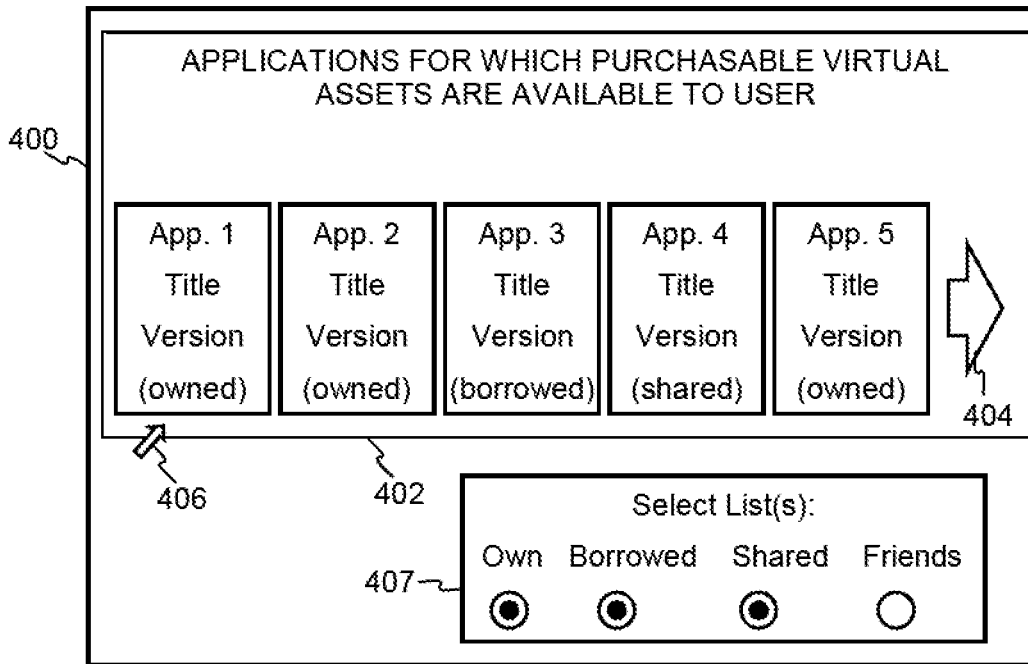 APPLICATIONS FOR WHICH PURCHASABLE VIRTUAL
ASSETS ARE AVAILABLE TO USER
400
App. 1
Title
Version
(owned)
App. 2
Title
Version
(owned)
App. 3
Title
Version
(borrowed)
App. 4
Title
Version
(shared)
App. 5
Title
Version
(owned)
404
406
402
Select List(s):
Own Borrowed Shared Friends
407